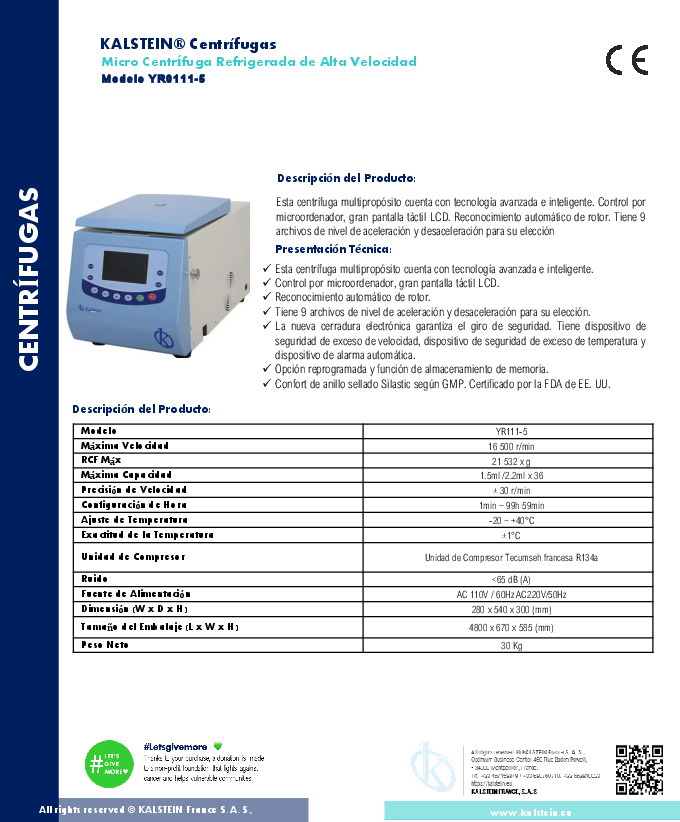 KALSTEIN® Centrífugas
Micro Centrífuga Refrigerada de Alta Velocidad
Modelo YR0111-5
CE
CENTRÍFUGAS
Descripción del Producto:
Esta centrífuga multipropósito cuenta con tecnología avanzada e inteligente. Control por
microordenador, gran pantalla táctil LCD. Reconocimiento automático de rotor. Tiene 9
archivos de nivel de aceleración y desaceleración para su elección
Presentación Técnica:
✓ Esta centrífuga multipropósito cuenta con tecnología avanzada e inteligente.
✓ Control por microordenador, gran pantalla táctil LCD.
✓ Reconocimiento automático de rotor.
✓ Tiene 9 archivos de nivel de aceleración y desaceleración para su elección.
✓ La nueva cerradura electrónica garantiza el giro de seguridad. Tiene dispositivo de
seguridad de exceso de velocidad, dispositivo de seguridad de exceso de temperatura y
dispositivo de alarma automática.
✓ Opción reprogramada y función de almacenamiento de memoria.
✓ Confort de anillo sellado Silastic según GMP. Certificado por la FDA de EE. UU.
Descripción del Producto:
Modelo YR111-5
Máxima Velocidad 16 500 r/min
RCF Máx 21 532 x g
Máxima Capacidad 1.5ml /2.2ml x 36
Precisión de Velocidad ± 30 r/min
Configuración de Hora 1min – 99h 59min
Ajuste de Temperatura -20 – +40°C
Exactitud de la Temperatura ±1°C
Unidad de Compresor Unidad de Compresor Tecumseh francesa R134a
Ruido <65 dB (A)
Fuente de Alimentación AC 110V / 60Hz AC220V/50Hz
Dimensión (W x D x H) 280 x 540 x 300 (mm)
Tamaño del Embalaje (L x W x H) 4800 x 670 x 585 (mm)
Peso Neto 30 Kg
# LET'S
GIVE
MORE
#Letsgivemore
Thanks to your purchase, a donation is made
to a non-profit foundation that fights against
cancer and helps vulnerable communities
All rights reserved © KALSTEIN France S. A. S.,
https://kalstein.eu
KALSTEIN FRANCE, S.A.S
All rights reserved © KALSTEIN France S.A.S.,
www.kalstein.eu